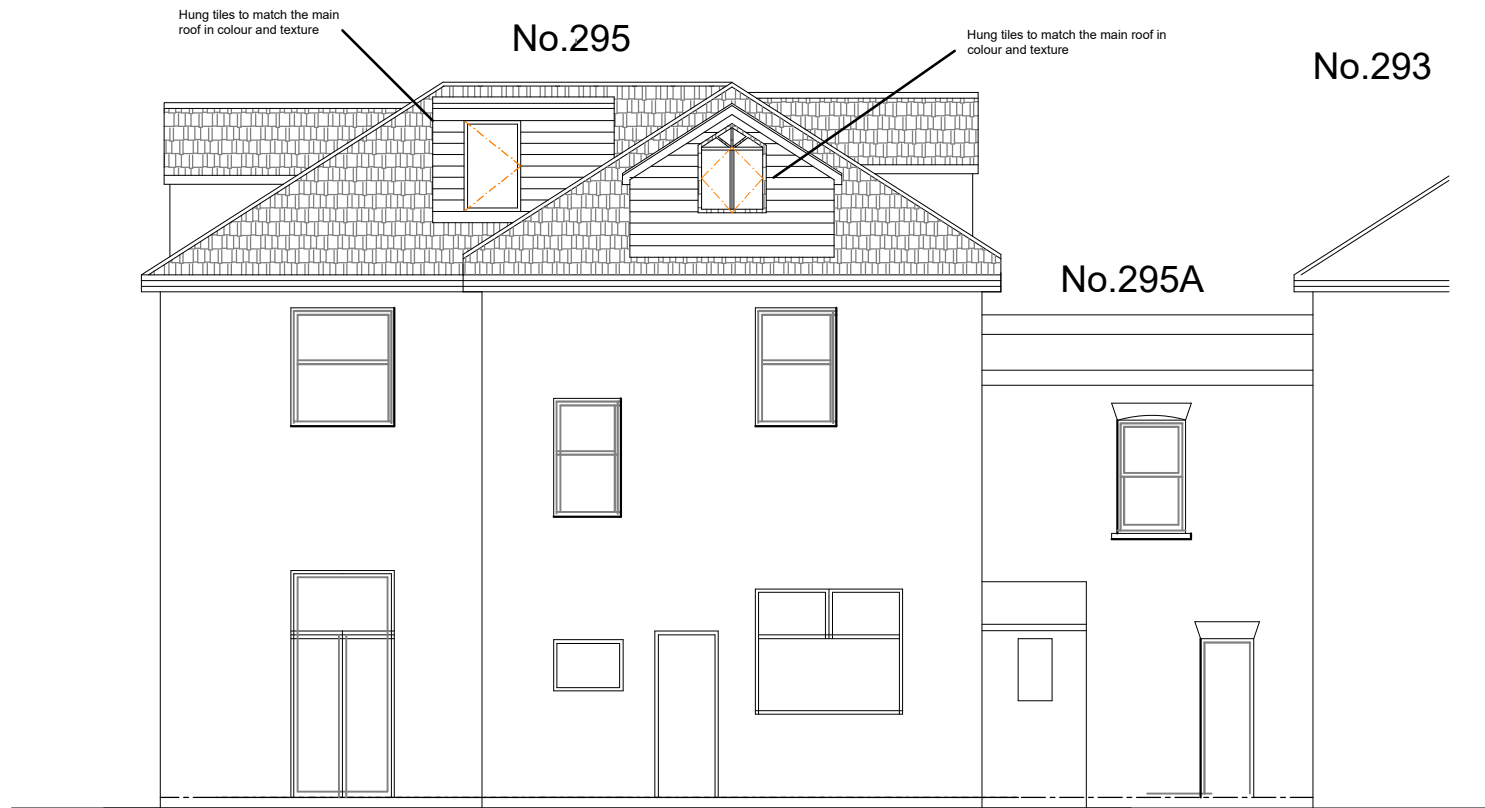 Hung tiles to match the main
roof in colour and texture
No.295
Hung tiles to match the main roof in
colour and texture
No.293
No.295A